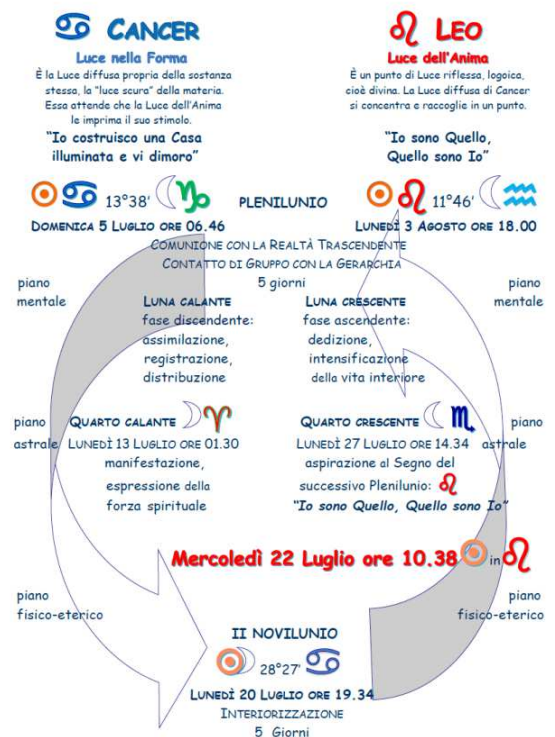 ♋ CANCER
Luce nella Forma
È la Luce diffusa propria della sostanza
stessa, la "luce scura" della materia.
Essa attende che la Luce dell'Anima
le imprima il suo stimolo.
"Io costruisco una Casa
illuminata e vi dimoro"
♌ LEO
Luce dell'Anima
È un punto di Luce riflessa, logoica,
cioè divina. La Luce diffusa di Cancer
si concentra e raccoglie in un punto.
"Io sono Quello,
Quello sono Io"
☉♋ 13°38' ☾♑
PLENILUNIO
☉♌ 11°46' ☾♒
DOMENICA 5 LUGLIO ORE 06.46
LUNEDÌ 3 AGOSTO ORE 18.00
COMUNIONE CON LA REALTÀ TRASCENDENTE
CONTATTO DI GRUPPO CON LA GERARCHIA
5 giorni
piano
mentale
LUNA CALANTE
fase discendente:
assimilazione,
registrazione,
distribuzione
LUNA CRESCENTE
fase ascendente:
dedizione,
intensificazione
della vita interiore
piano
mentale
piano
astrale
QUARTO CALANTE ☽♈
LUNEDÌ 13 LUGLIO ORE 01.30
manifestazione,
espressione della
forza spirituale
QUARTO CRESCENTE ☾♏
LUNEDÌ 27 LUGLIO ORE 14.34
aspirazione al Segno del
successivo Plenilunio: ♌
"Io sono Quello, Quello sono Io"
piano
astrale
Mercoledì 22 Luglio ore 10.38 ☉ in ♌
piano
fisico-eterico
piano
fisico-eterico
II NOVILUNIO
☉☽ 28°27' ♋
LUNEDÌ 20 LUGLIO ORE 19.34
INTERIORIZZAZIONE
5 Giorni